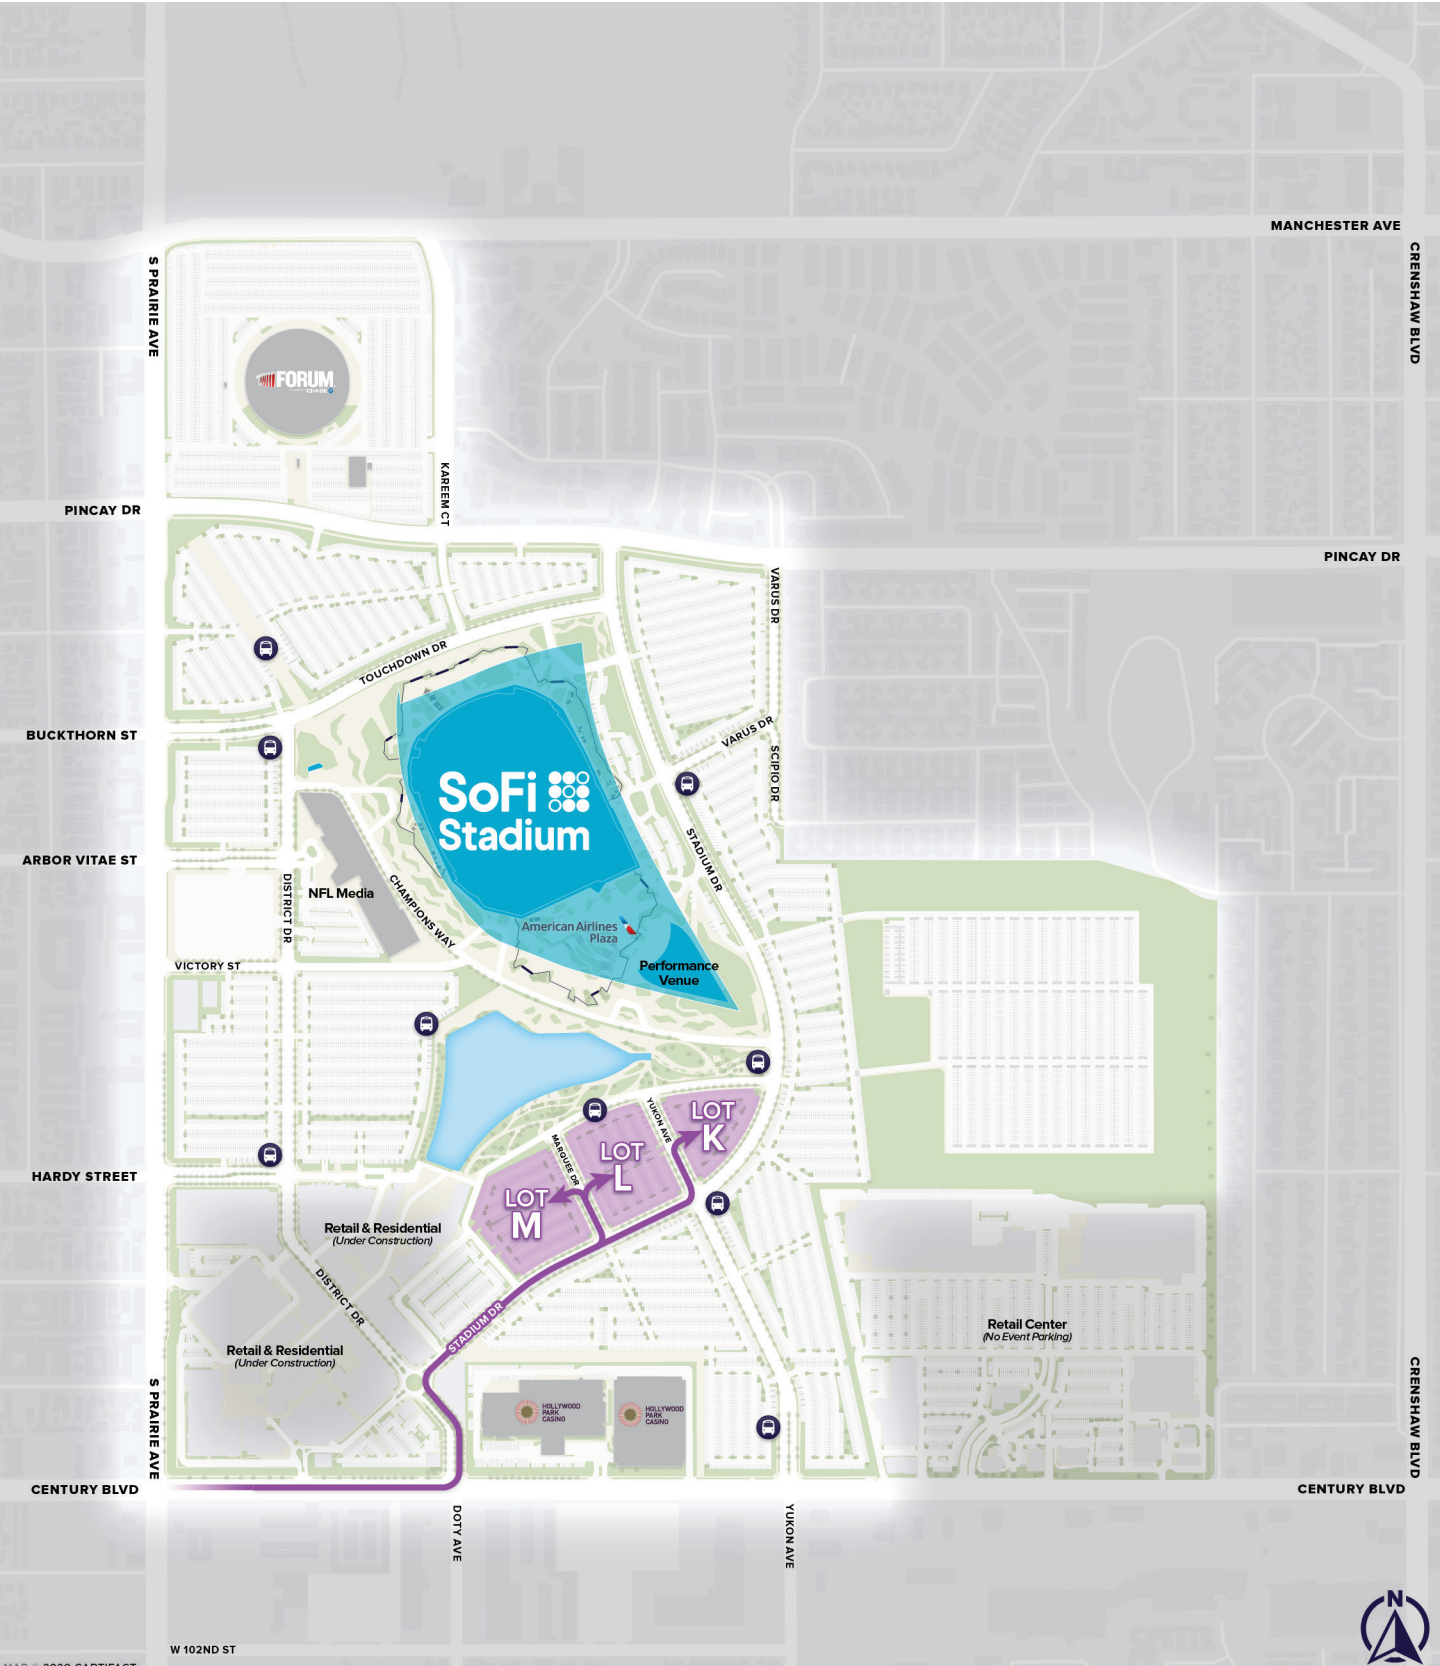 MANCHESTER AVE
S PRAIRIE AVE
CRENSHAW BLVD
FORUM
CHASE
KAREEM CT
PINCAY DR
PINCAY DR
VARUS DR
TOUCHDOWN DR
BUCKTHORN ST
VARUS DR
SCIPIO DR
SoFi
Stadium
STADIUM DR
ARBOR VITAE ST
DISTRICT DR
NFL Media
CHAMPIONS WAY
American Airlines
Plaza
VICTORY ST
Performance
Venue
YUKON AVE
LOT
K
MARQUEE DR
LOT
L
HARDY STREET
LOT
M
Retail & Residential
(Under Construction)
DISTRICT DR
STADIUM DR
Retail Center
(No Event Parking)
Retail & Residential
(Under Construction)
S PRAIRIE AVE
HOLLYWOOD
PARK
CASINO
HOLLYWOOD
PARK
CASINO
CRENSHAW BLVD
CENTURY BLVD
CENTURY BLVD
DOTY AVE
YUKON AVE
N
W 102ND ST
MAP © 2020 CARTIFACT